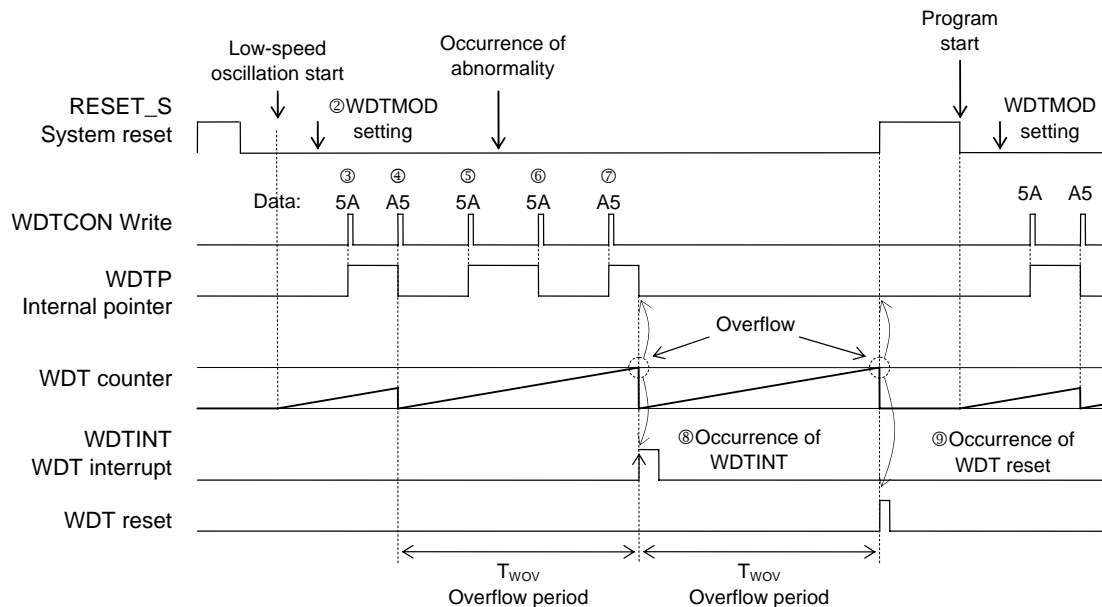 Program
start
Low-speed
oscillation start
Occurrence of
abnormality
RESET_S
System reset
②WDTMOD
setting
WDTMOD
setting
③ ④ ⑤ ⑥ ⑦
Data: 5A A5 5A 5A A5 5A A5
WDTCON Write
WDTP
Internal pointer
Overflow
WDT counter
WDTINT
WDT interrupt
⑧Occurrence of
WDTINT
⑨Occurrence of
WDT reset
WDT reset
TWOV
Overflow period
TWOV
Overflow period